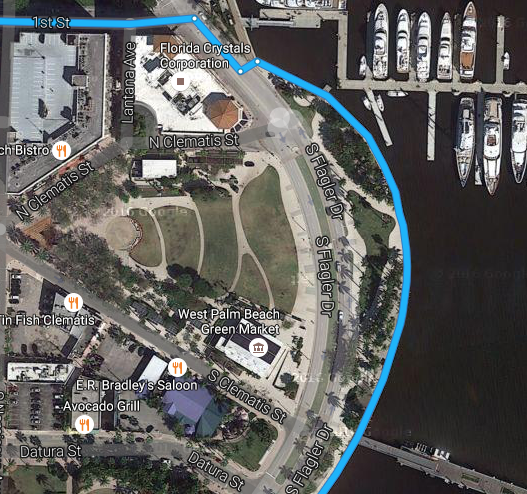 1st St
Florida Crystals
Corporation
Lantana Ave
N Clematis St
ch Bistro
N Clematis St
S Flagler Dr
S Flagler Dr
West Palm Beach
Green Market
Tin Fish Clematis
E.R. Bradley's Saloon
S Clematis St
Avocado Grill
Datura St
Datura St
S Flagler Dr